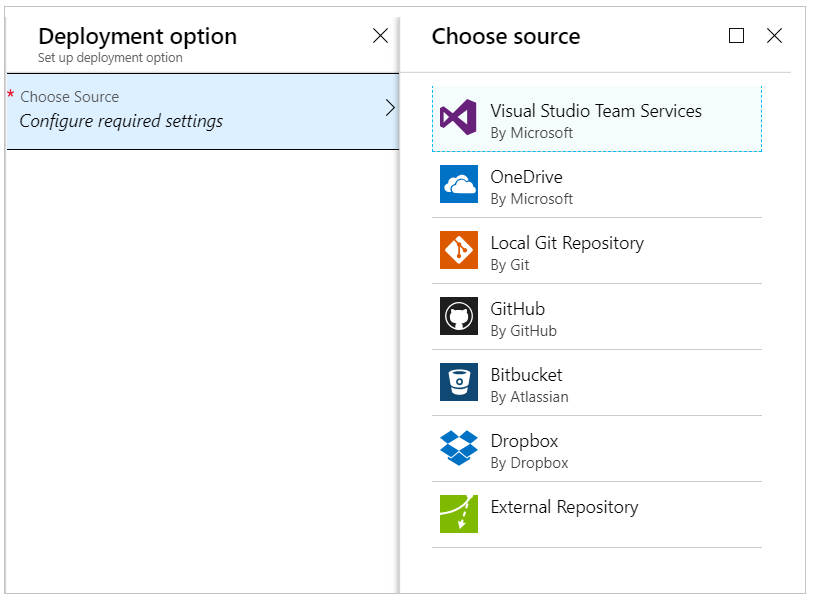 Deployment option
Set up deployment option
* Choose Source
Configure required settings
Choose source
Visual Studio Team Services
By Microsoft
OneDrive
By Microsoft
Local Git Repository
By Git
GitHub
By GitHub
Bitbucket
By Atlassian
Dropbox
By Dropbox
External Repository